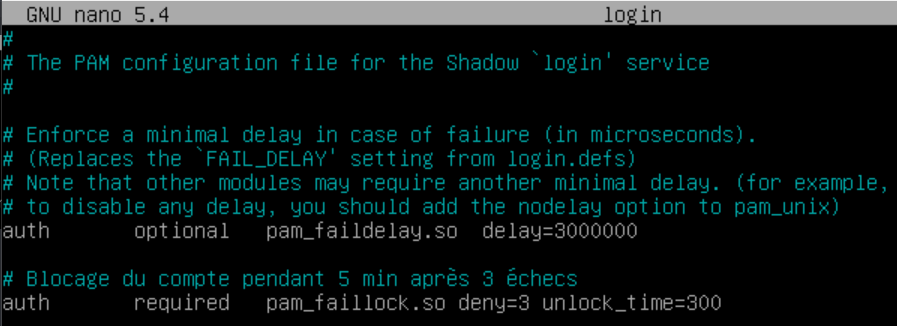 GNU nano 5.4 login
#
# The PAM configuration file for the Shadow `login' service
#
# Enforce a minimal delay in case of failure (in microseconds).
# (Replaces the `FAIL_DELAY' setting from login.defs)
# Note that other modules may require another minimal delay. (for example,
# to disable any delay, you should add the nodelay option to pam_unix)
auth optional pam_faildelay.so delay=3000000
# Blocage du compte pendant 5 min après 3 échecs
auth required pam_faillock.so deny=3 unlock_time=300